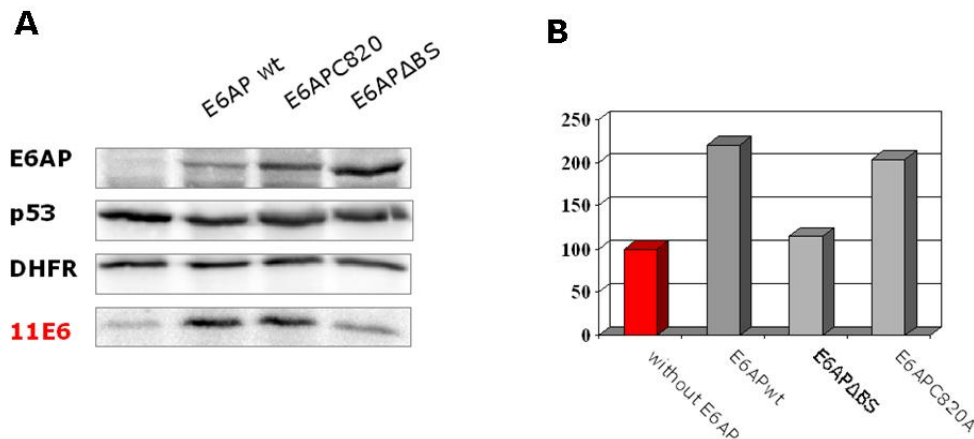 A
E6AP wt
E6APC820
E6APΔBS
E6AP
p53
DHFR
11E6
B
250
200
150
100
50
0
without E6AP
E6APwt
E6APΔBS
E6APC820A